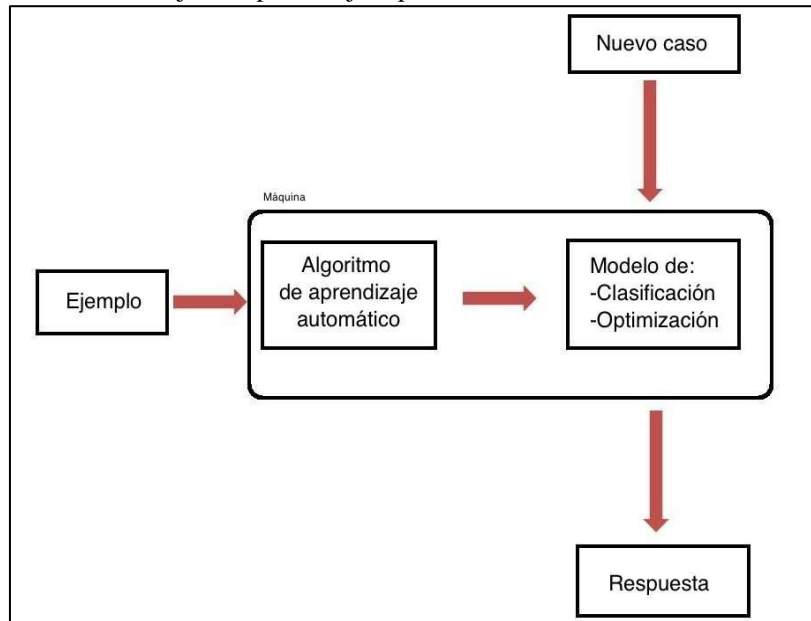 Nuevo caso
Máquina
Ejemplo
Algoritmo
de aprendizaje
automático
Modelo de:
-Clasificación
-Optimización
Respuesta